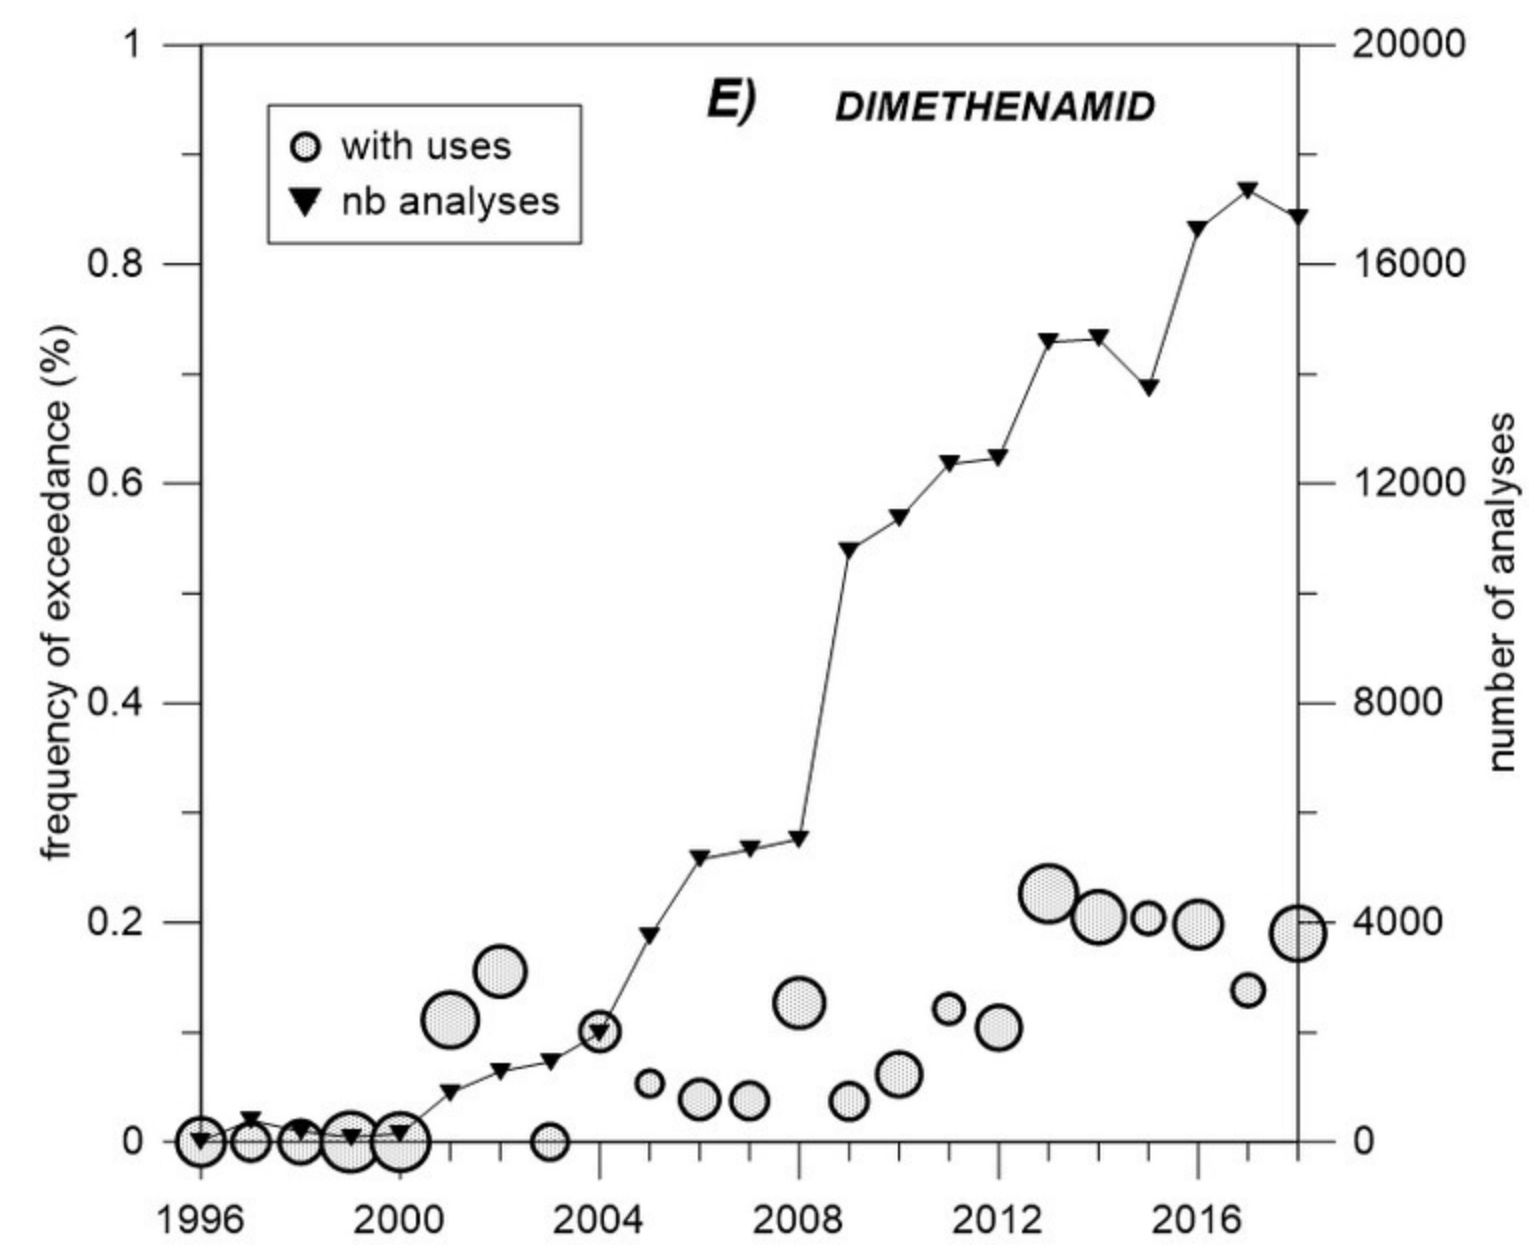 E) DIMETHENAMID
with uses
nb analyses
frequency of exceedance (%)
1
0.8
0.6
0.4
0.2
0
20000
16000
12000
8000
4000
0
number of analyses
1996 2000 2004 2008 2012 2016